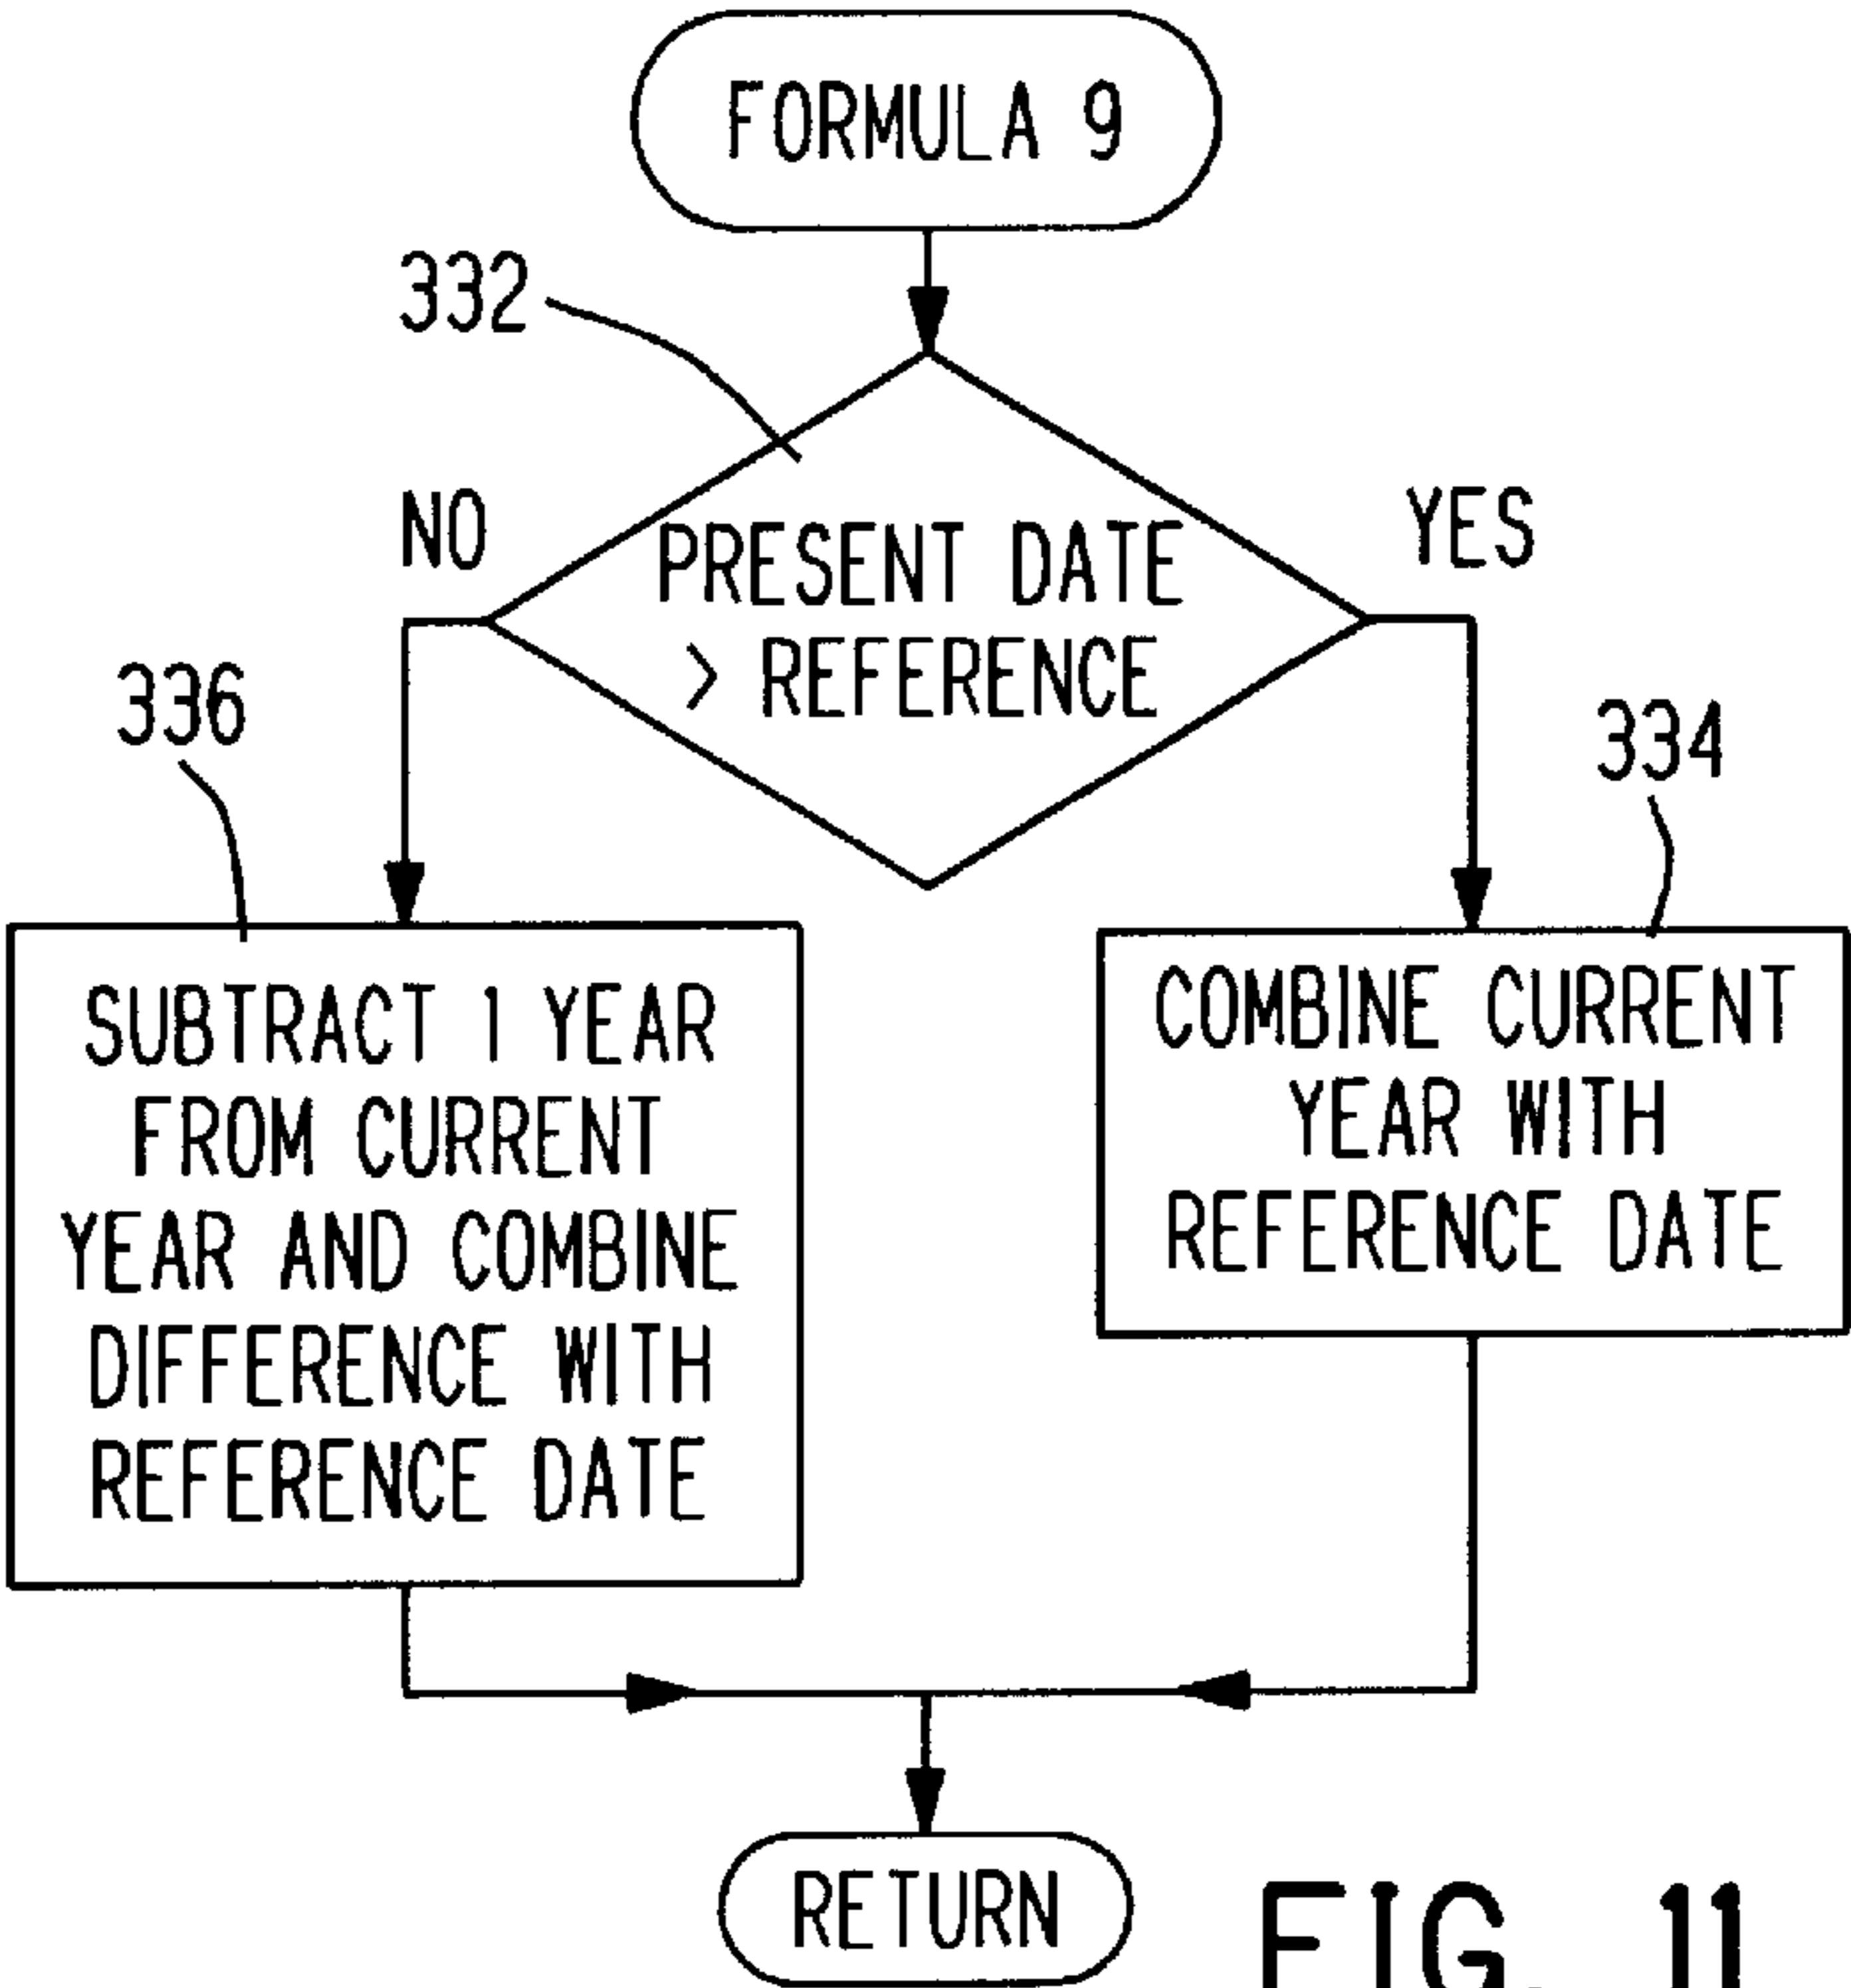 FORMULA 9
332
NO
YES
PRESENT DATE
> REFERENCE
336
334
SUBTRACT 1 YEAR
FROM CURRENT
YEAR AND COMBINE
DIFFERENCE WITH
REFERENCE DATE
COMBINE CURRENT
YEAR WITH
REFERENCE DATE
RETURN
FIG. 11